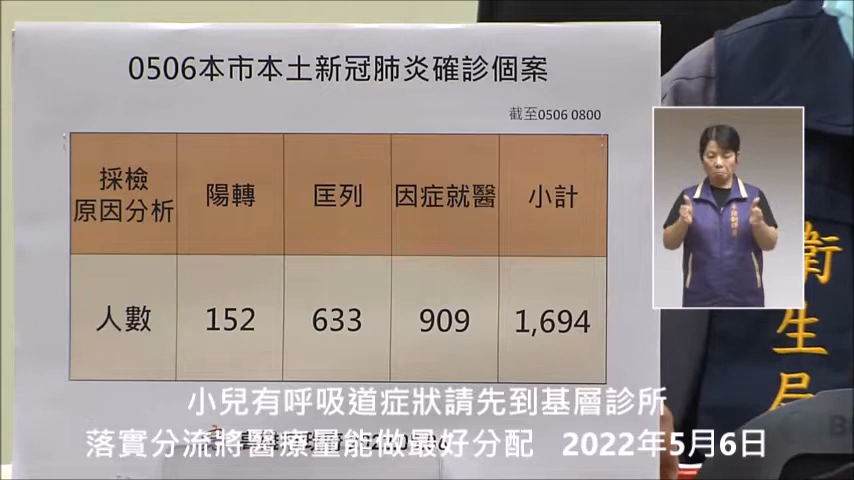 0506本市本土新冠肺炎確診個案
截至0506 0800
採檢原因分析 陽轉 匡列 因症就醫 小計
人數 152 633 909 1,694
衛生局
小兒有呼吸道症狀請先到基層診所
落實分流將醫療量能做最好分配 2022年5月6日